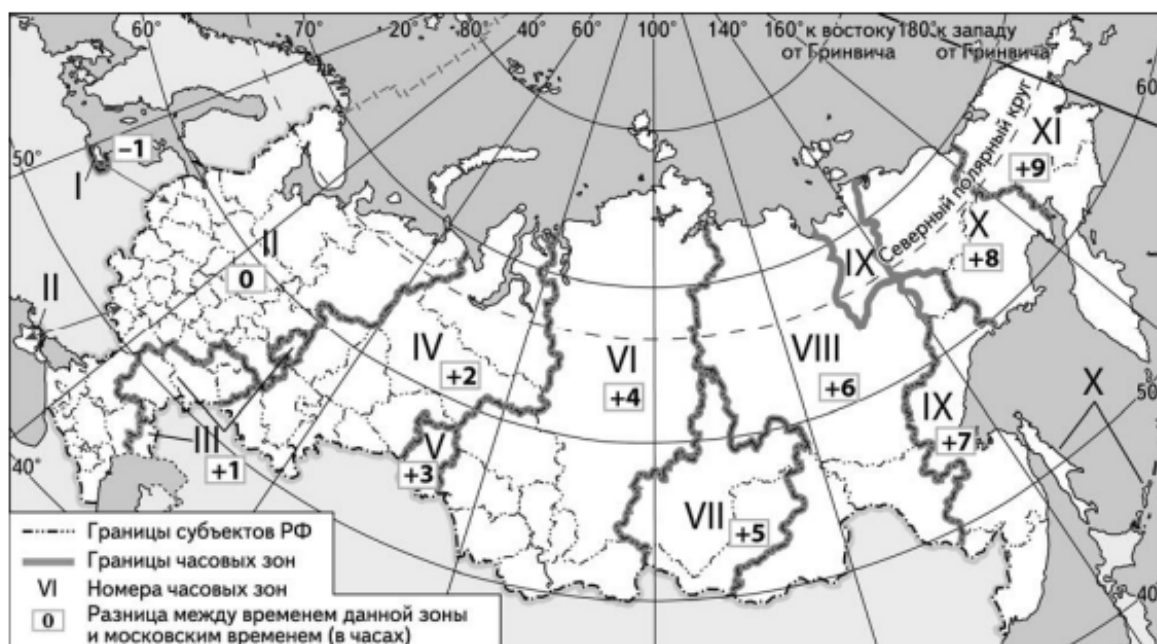 60° 70° 20° 80° 40° 100° 120° 140° 160° к востоку от Гринвича 180° к западу от Гринвича
60°
50°
I
-1
Северный полярный круг
XI
+9
II
0
X
+8
IX
II
IV
+2
VI
+4
VIII
+6
X
50°
IX
+7
III
+1
V
+3
VII
+5
40°
40°
Границы субъектов РФ
Границы часовых зон
VI Номера часовых зон
0 Разница между временем данной зоны
и московским временем (в часах)